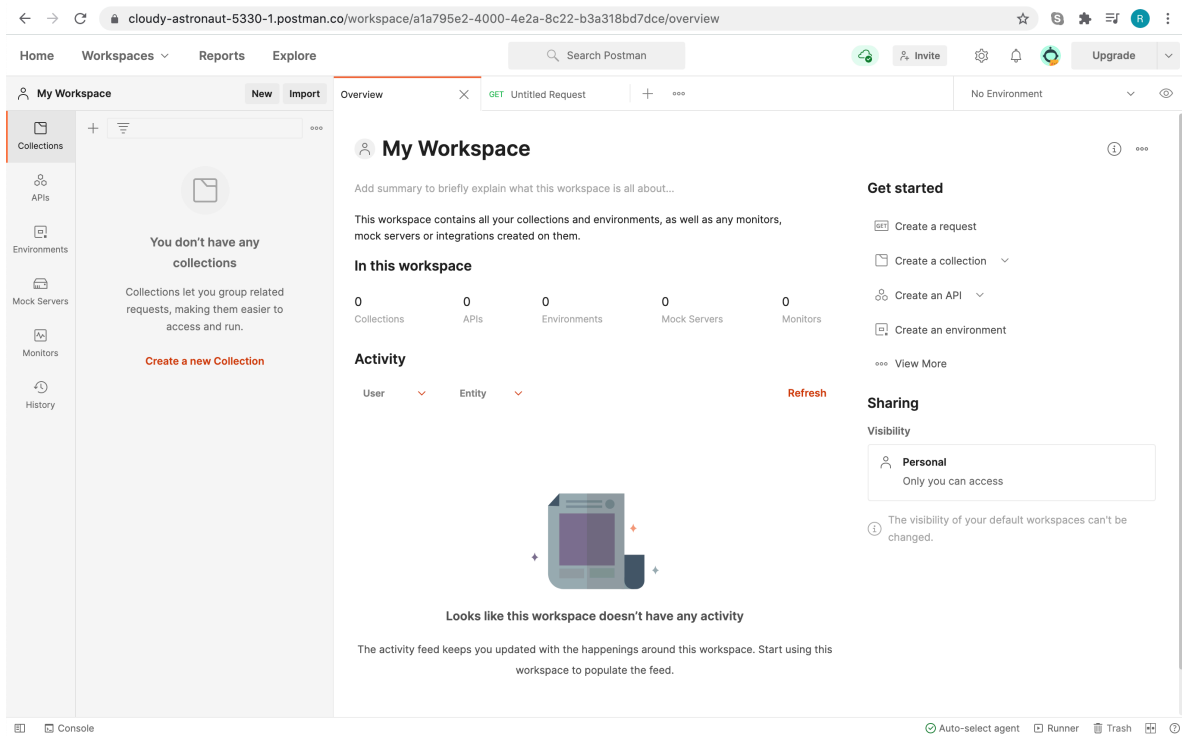 cloudy-astronaut-5330-1.postman.co/workspace/a1a795e2-4000-4e2a-8c22-b3a318bd7dce/overview
R
Home Workspaces Reports Explore
Search Postman
Invite
Upgrade
My Workspace
New Import
Overview
GET Untitled Request
No Environment
Collections
APIs
Environments
Mock Servers
Monitors
History
You don’t have any
collections
Collections let you group related
requests, making them easier to
access and run.
Create a new Collection
My Workspace
Add summary to briefly explain what this workspace is all about...
This workspace contains all your collections and environments, as well as any monitors,
mock servers or integrations created on them.
In this workspace
0 0 0 0 0
Collections APIs Environments Mock Servers Monitors
Activity
User Entity Refresh
Looks like this workspace doesn’t have any activity
The activity feed keeps you updated with the happenings around this workspace. Start using this
workspace to populate the feed.
Get started
GET Create a request
Create a collection
Create an API
Create an environment
View More
Sharing
Visibility
Personal
Only you can access
The visibility of your default workspaces can't be
changed.
Console
Auto-select agent Runner Trash